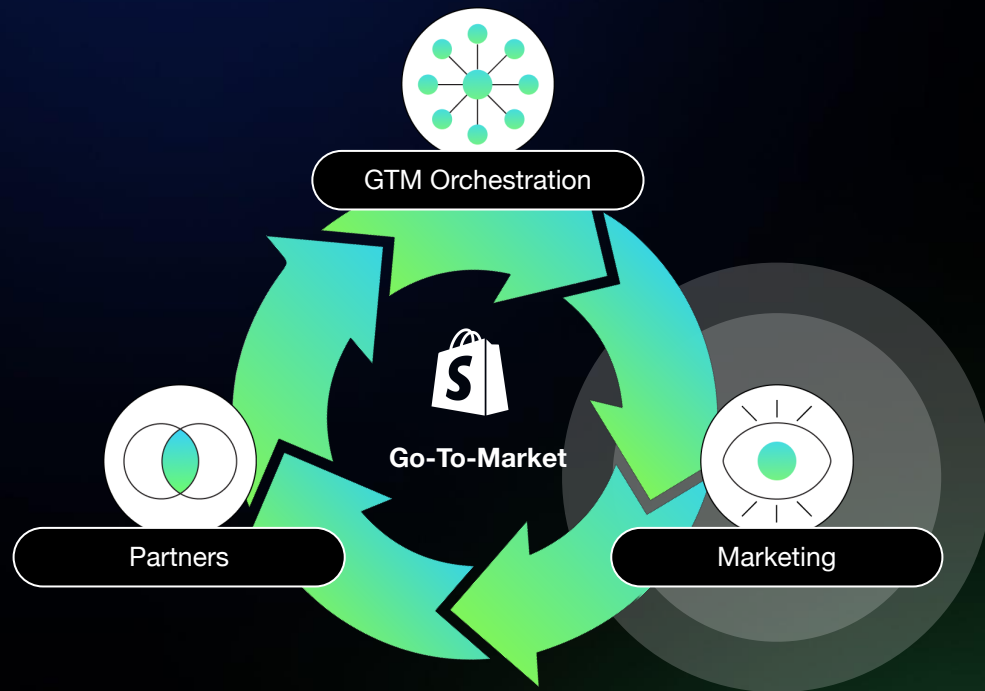 GTM Orchestration
S
Go-To-Market
Partners
Marketing